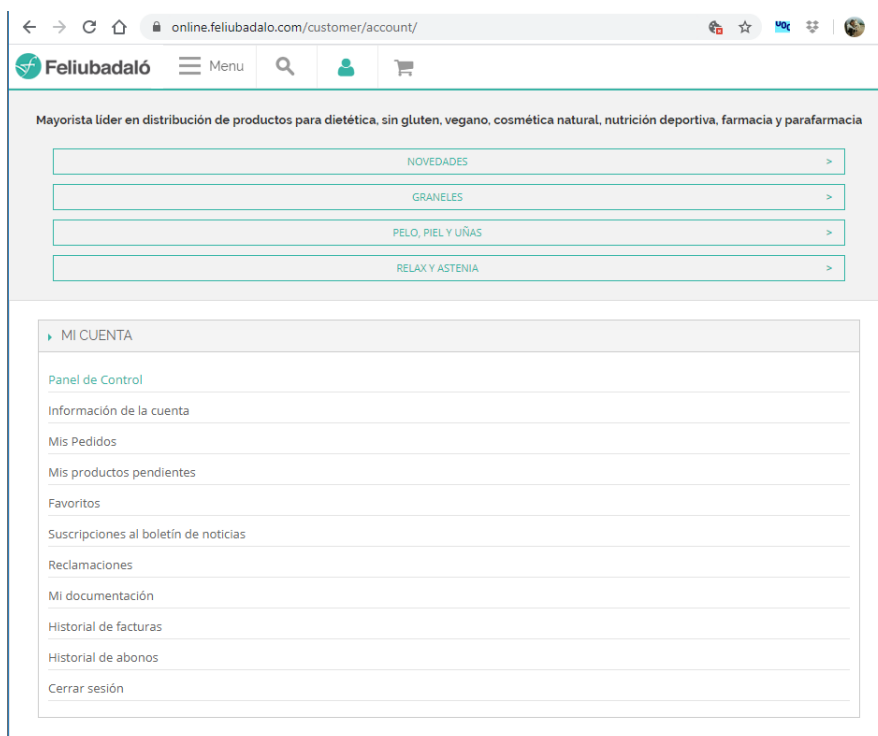 online.feliubadalo.com/customer/account/
Feliubadaló
Menu
Mayorista líder en distribución de productos para dietética, sin gluten, vegano, cosmética natural, nutrición deportiva, farmacia y parafarmacia
NOVEDADES >
GRANELES >
PELO, PIEL Y UÑAS >
RELAX Y ASTENIA >
MI CUENTA
Panel de Control
Información de la cuenta
Mis Pedidos
Mis productos pendientes
Favoritos
Suscripciones al boletín de noticias
Reclamaciones
Mi documentación
Historial de facturas
Historial de abonos
Cerrar sesión